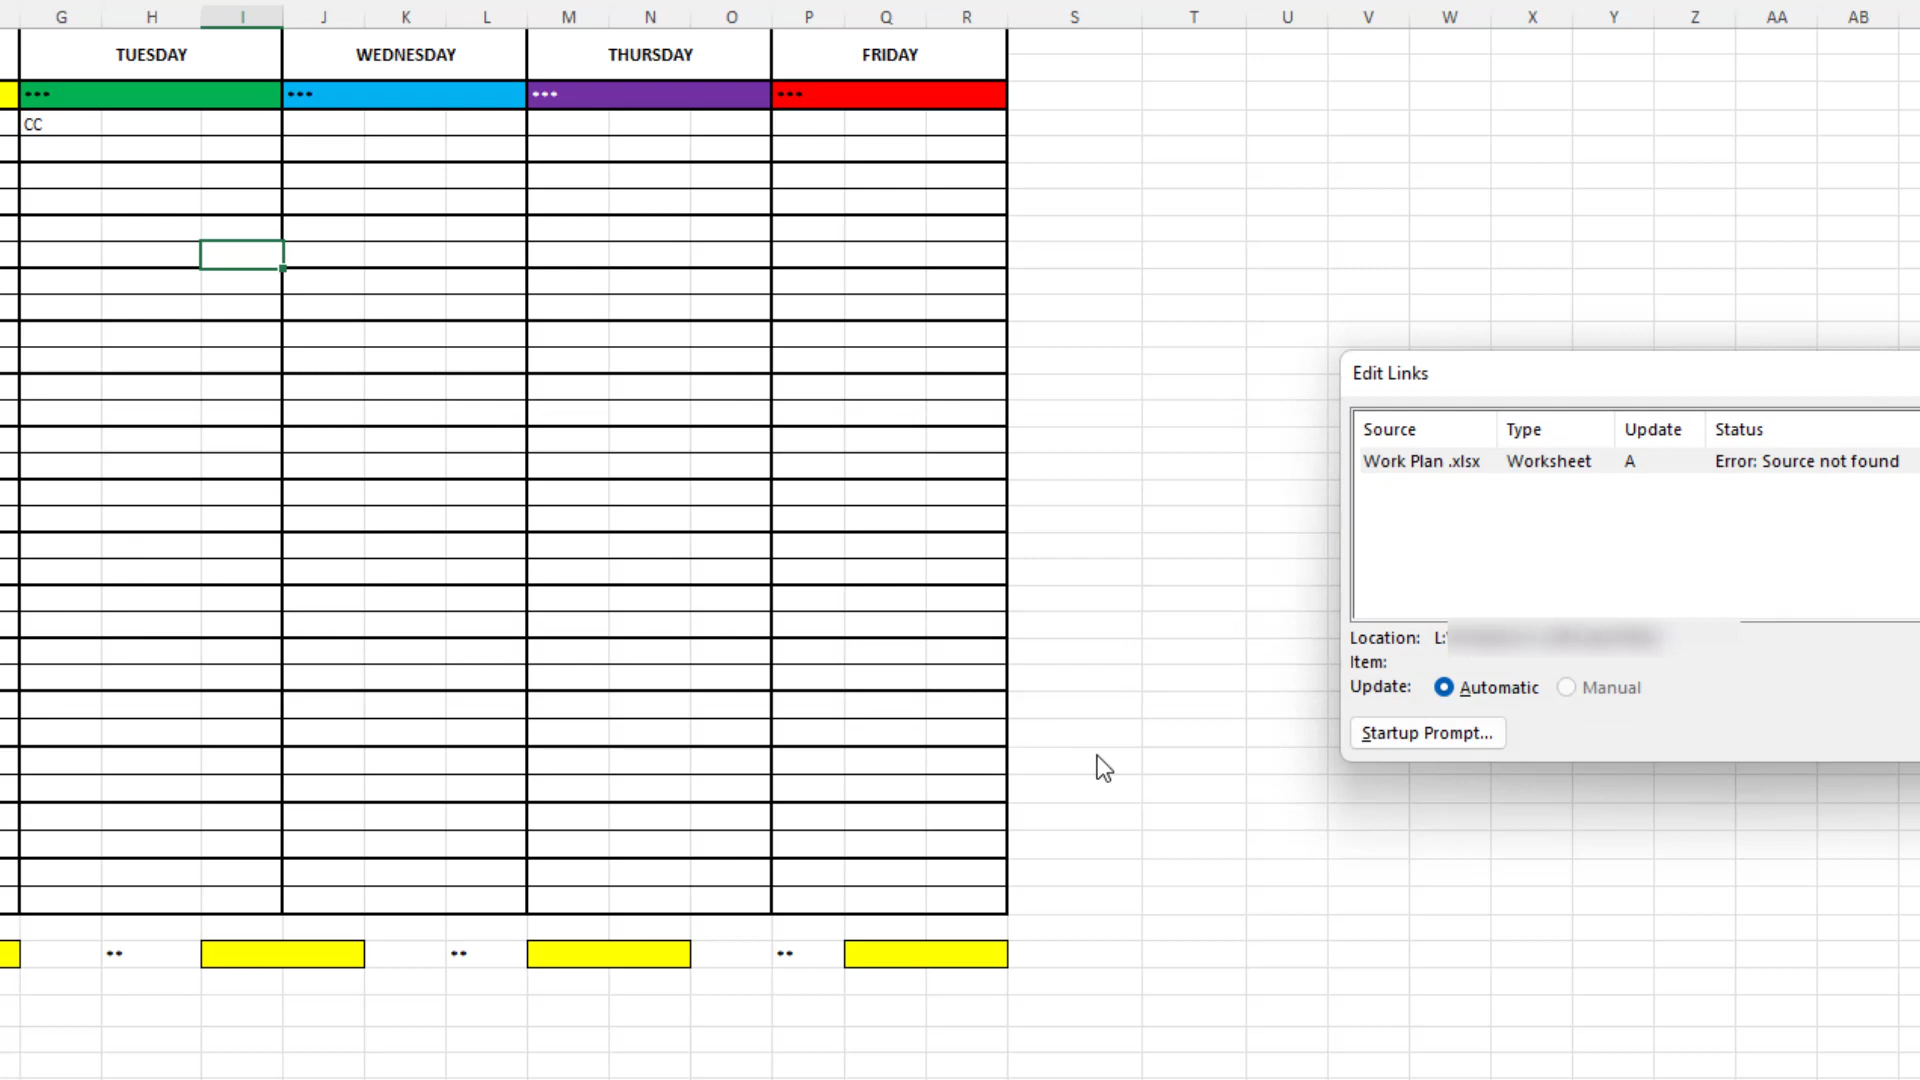 G H I J K L M N O P Q R S T U V W X Y Z AA AB
TUESDAY WEDNESDAY THURSDAY FRIDAY
*** *** *** ***
CC
Edit Links
Source Type Update Status
Work Plan .xlsx Worksheet A Error: Source not found
Location: L:
Item:
Update: Automatic Manual
Startup Prompt...
** ** **